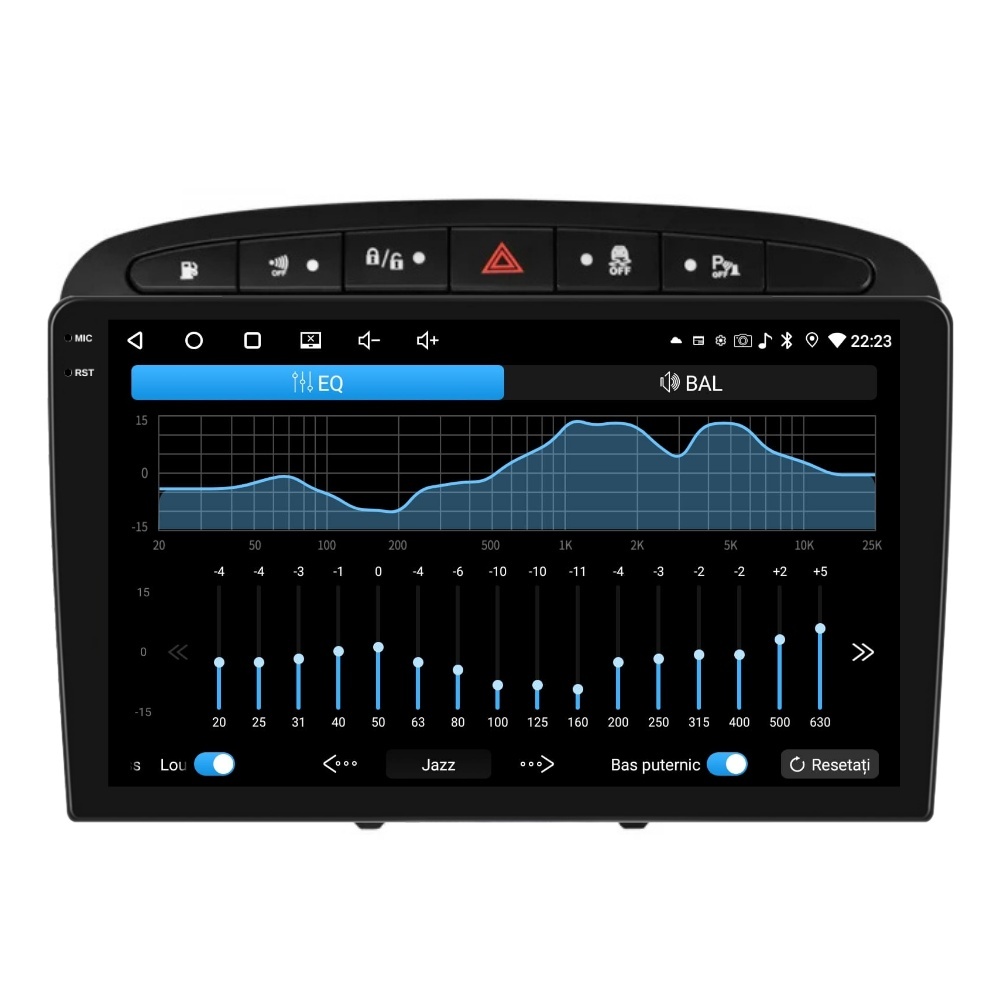 OFF
OFF
P
OFF
MIC
22:23
RST
EQ
BAL
15
0
-15
20 50 100 200 500 1K 2K 5K 10K 25K
-4 -4 -3 -1 0 -4 -6 -10 -10 -11 -4 -3 -2 -2 +2 +5
15
0
-15
20 25 31 40 50 63 80 100 125 160 200 250 315 400 500 630
s Lou
Jazz
Bas puternic
Resetați